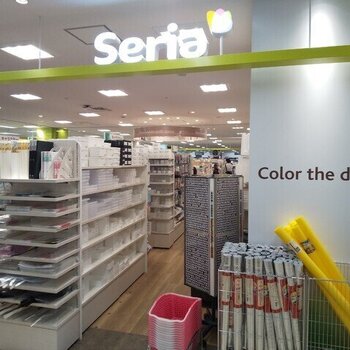 Seria
Color the d